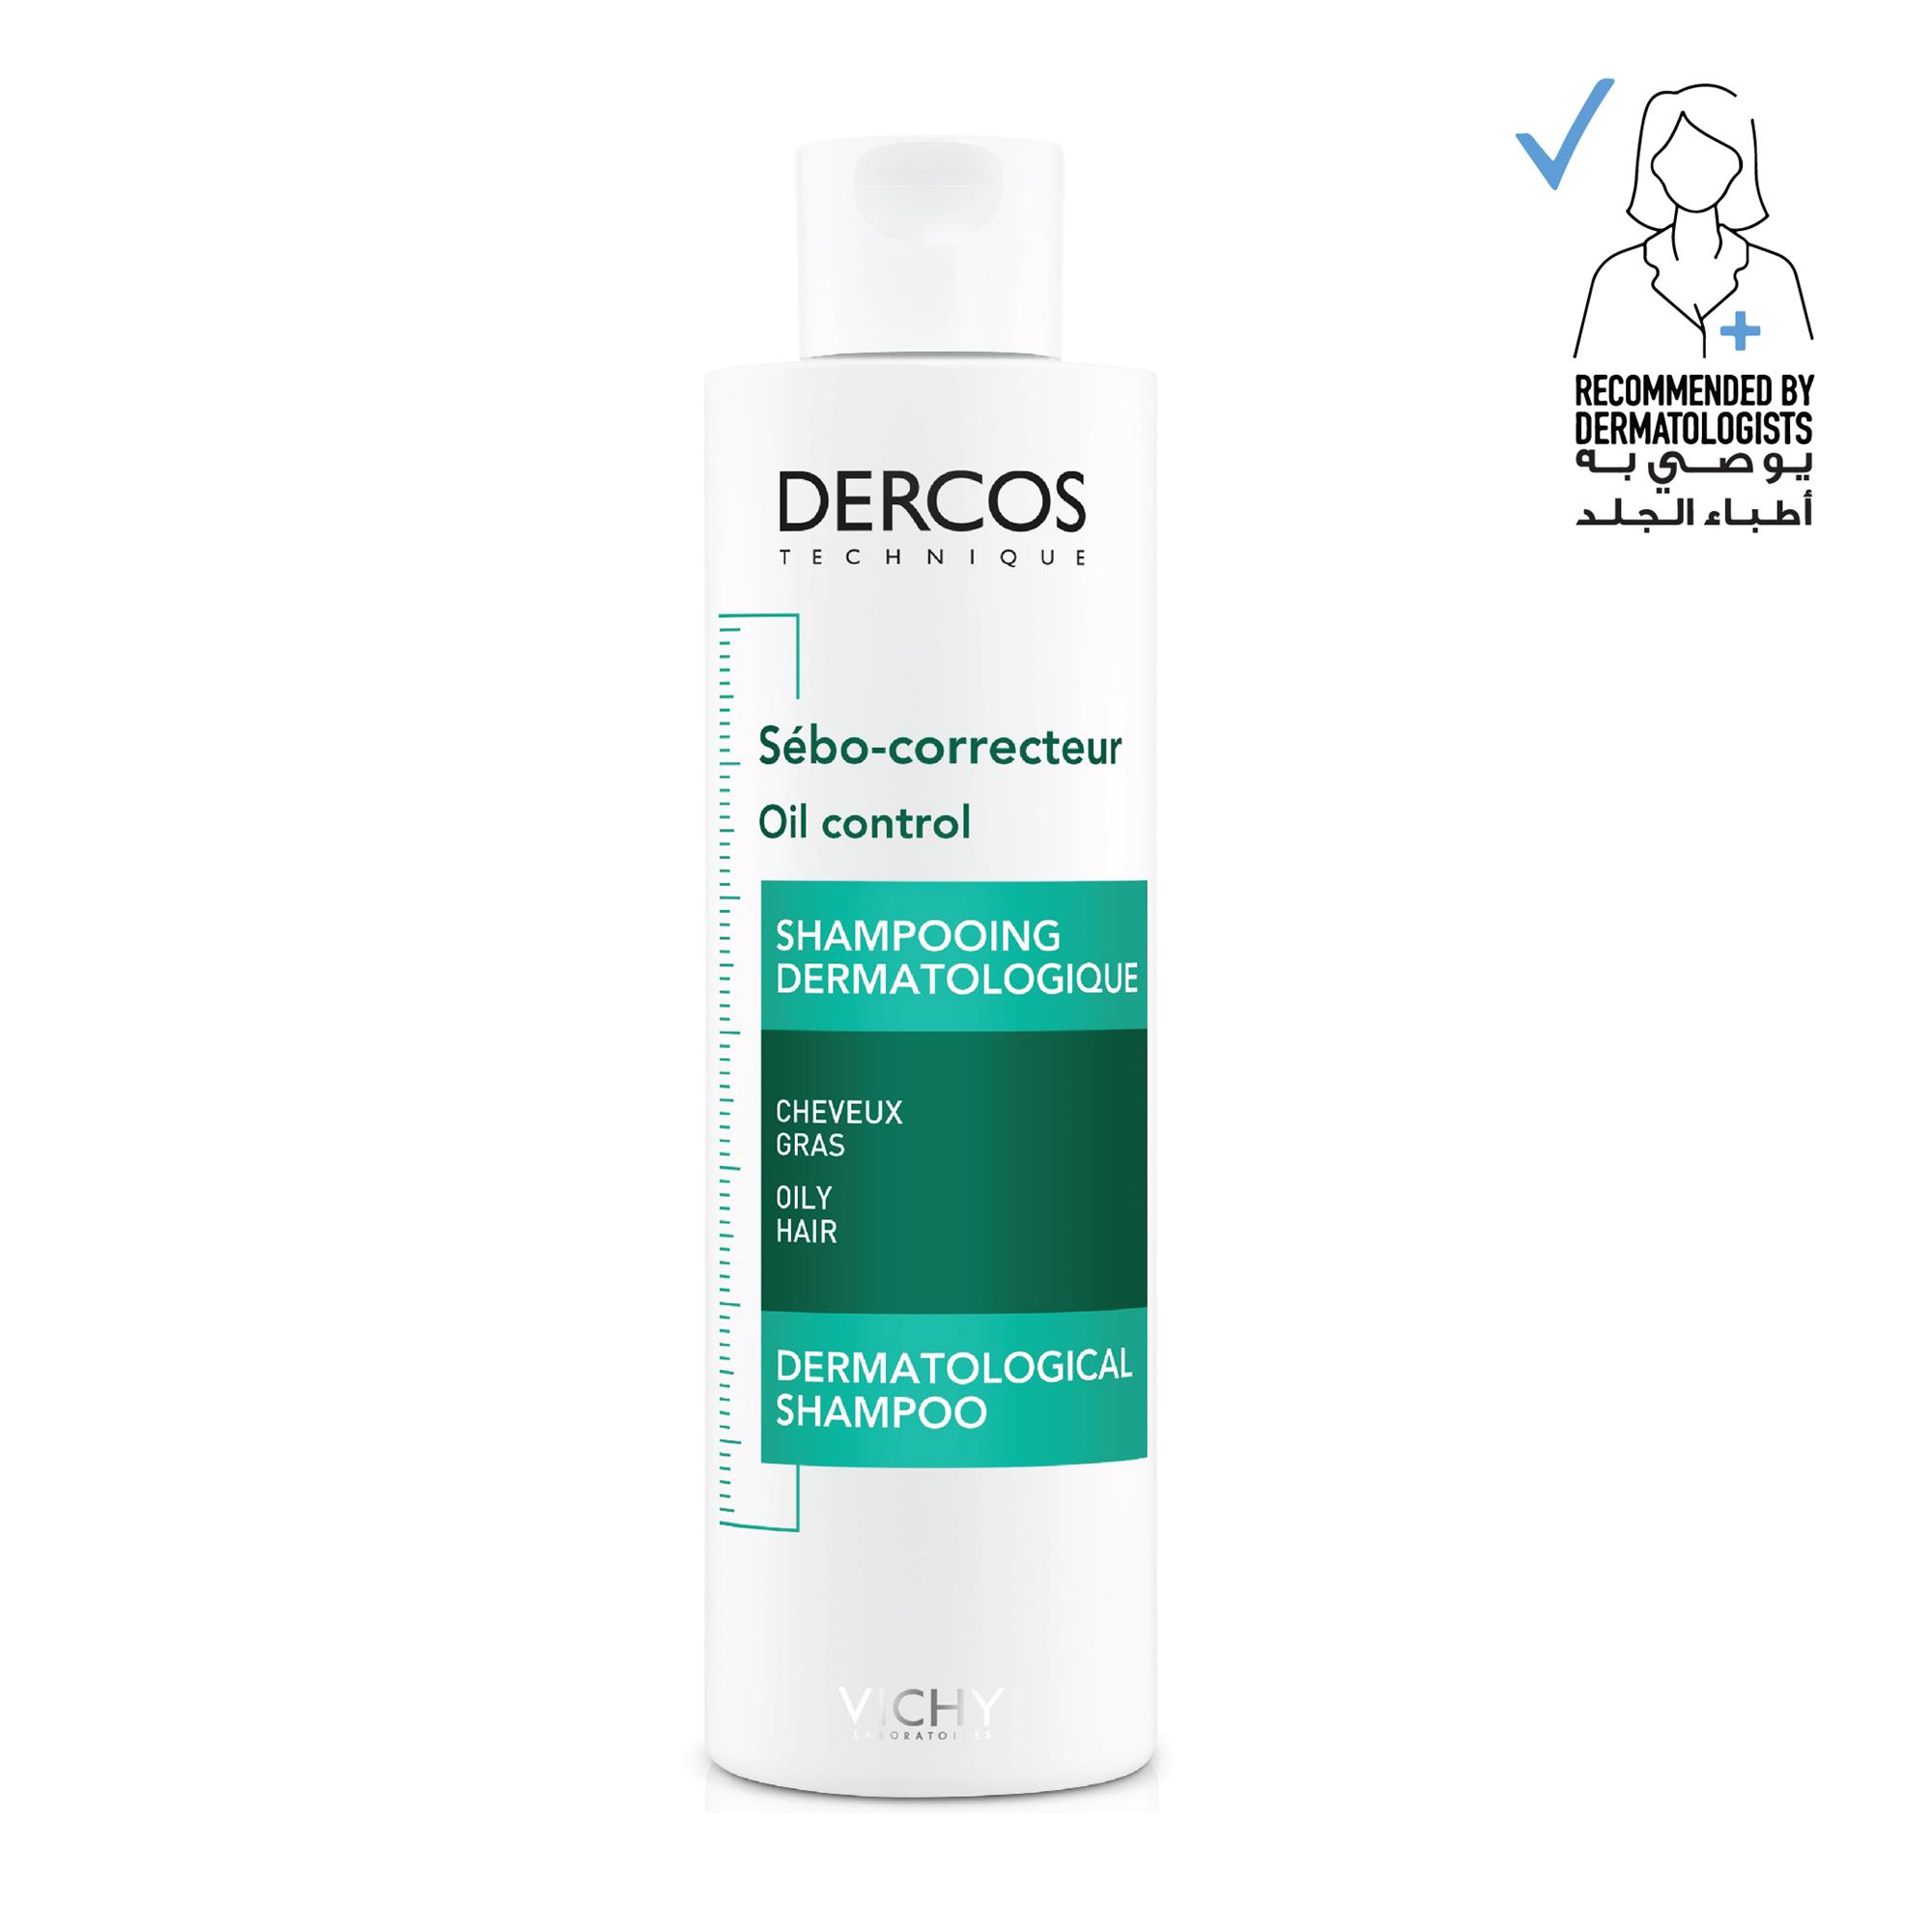 DERCOS
TECHNIQUE
Sébo-correcteur
Oil control
SHAMPOOING
DERMATOLOGIQUE
CHEVEUX
GRAS
OILY
HAIR
DERMATOLOGICAL
SHAMPOO
VICHY
LABORATOIRES
RECOMMENDED BY
DERMATOLOGISTS
يوصي به
أطباء الجلد